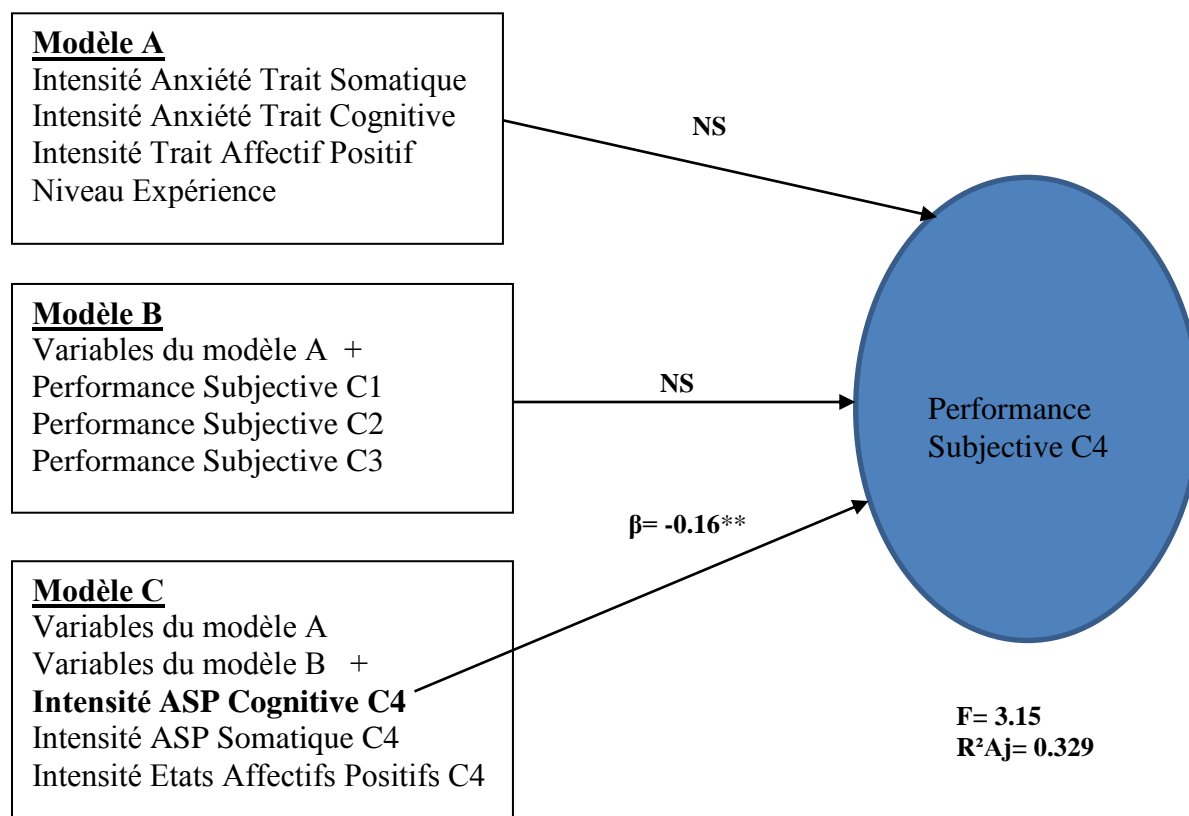 Modèle A
Intensité Anxiété Trait Somatique
Intensité Anxiété Trait Cognitive
Intensité Trait Affectif Positif
Niveau Expérience
NS
Modèle B
Variables du modèle A +
Performance Subjective C1
Performance Subjective C2
Performance Subjective C3
NS
Performance
Subjective C4
β= -0.16**
Modèle C
Variables du modèle A
Variables du modèle B +
Intensité ASP Cognitive C4
Intensité ASP Somatique C4
Intensité Etats Affectifs Positifs C4
F= 3.15
R²Aj= 0.329